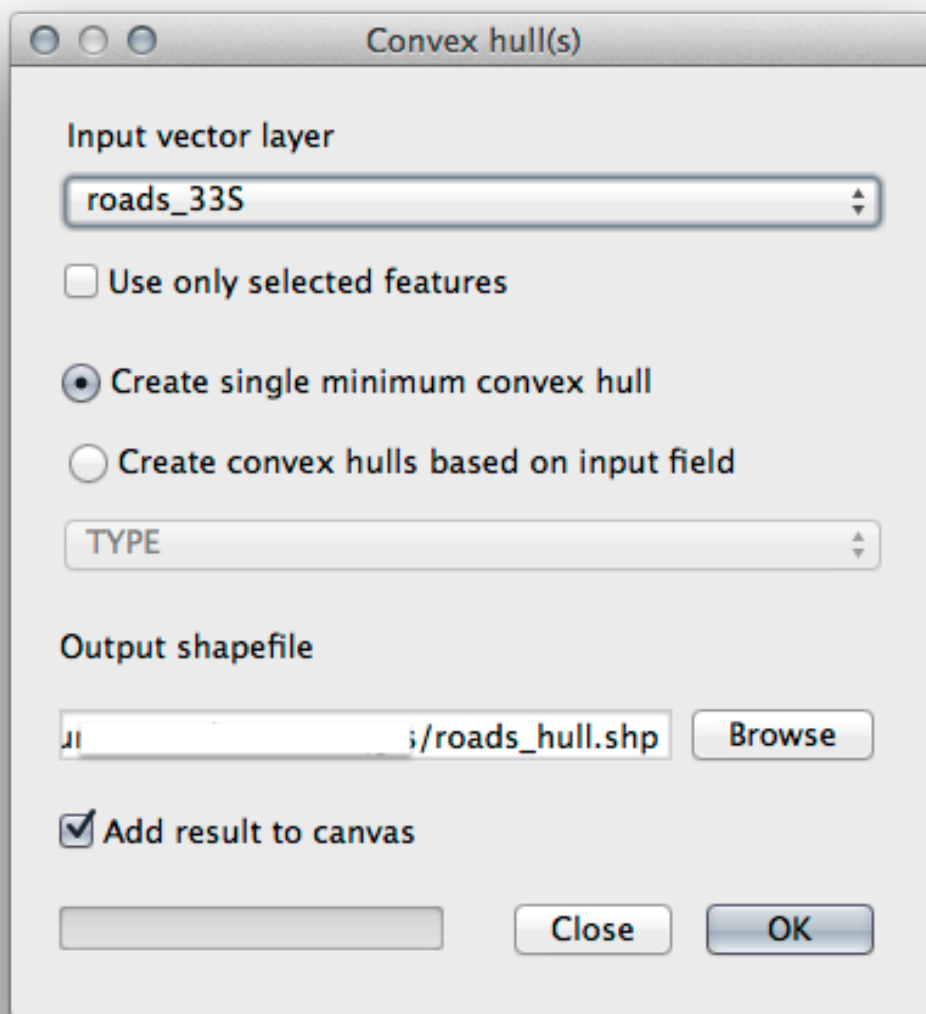 Convex hull(s)
Input vector layer
roads_33S
Use only selected features
Create single minimum convex hull
Create convex hulls based on input field
TYPE
Output shapefile
/roads_hull.shp
Browse
Add result to canvas
Close
OK